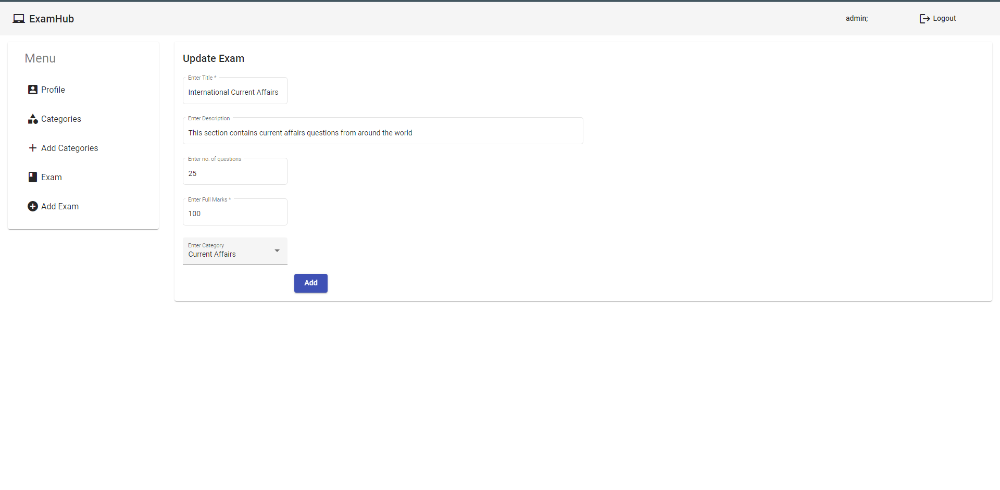 ExamHub
admin;
Logout
Menu
Profile
Categories
Add Categories
Exam
Add Exam
Update Exam
Enter Title *
International Current Affairs
Enter Description
This section contains current affairs questions from around the world
Enter no. of questions
25
Enter Full Marks *
100
Enter Category
Current Affairs
Add